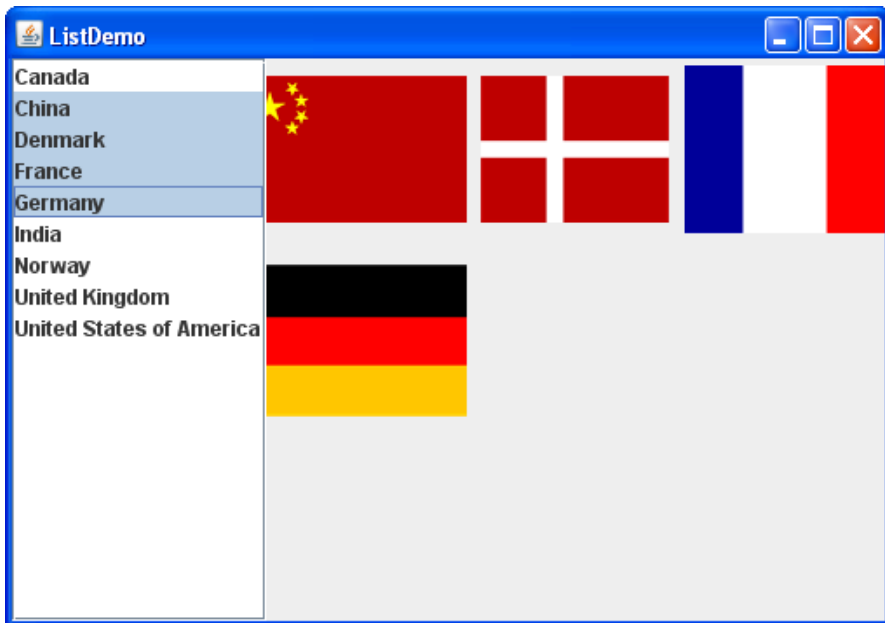 ListDemo
Canada
China
Denmark
France
Germany
India
Norway
United Kingdom
United States of America